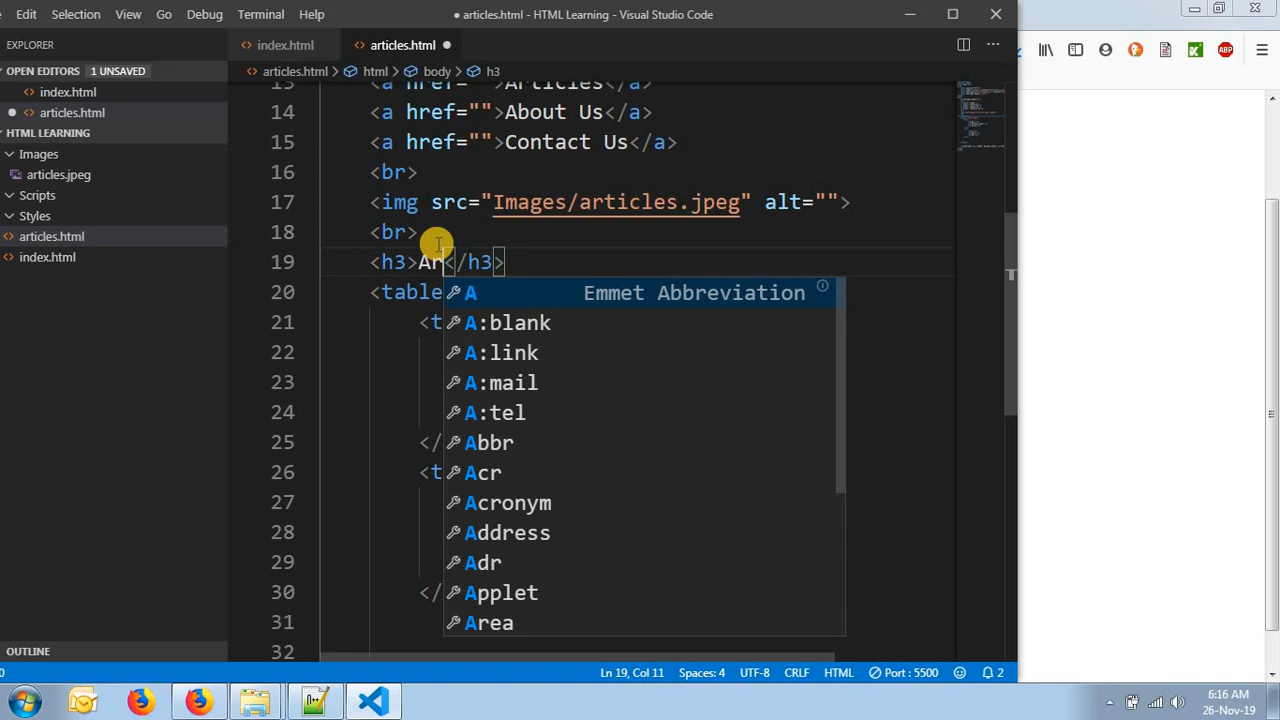 Edit Selection View Go Debug Terminal Help ● articles.html - HTML Learning - Visual Studio Code
EXPLORER index.html articles.html ●
OPEN EDITORS 1 UNSAVED
articles.html > html > body > h3
index.html
● articles.html
HTML LEARNING
Images
articles.jpeg
Scripts
Styles
articles.html
index.html
13 <a href="">Articles</a>
14 <a href="">About Us</a>
15 <a href="">Contact Us</a>
16 <br>
17 <img src="Images/articles.jpeg" alt="">
18 <br>
19 <h3>Ar</h3>
20 <table
21 <t
22
23
24
25 </
26 <t
27
28
29
30 </
31
32
A Emmet Abbreviation
A:blank
A:link
A:mail
A:tel
Abbr
Acr
Acronym
Address
Adr
Applet
Area
ABP
OUTLINE
0 Ln 19, Col 11 Spaces: 4 UTF-8 CRLF HTML Port : 5500 2
6:16 AM
26-Nov-19